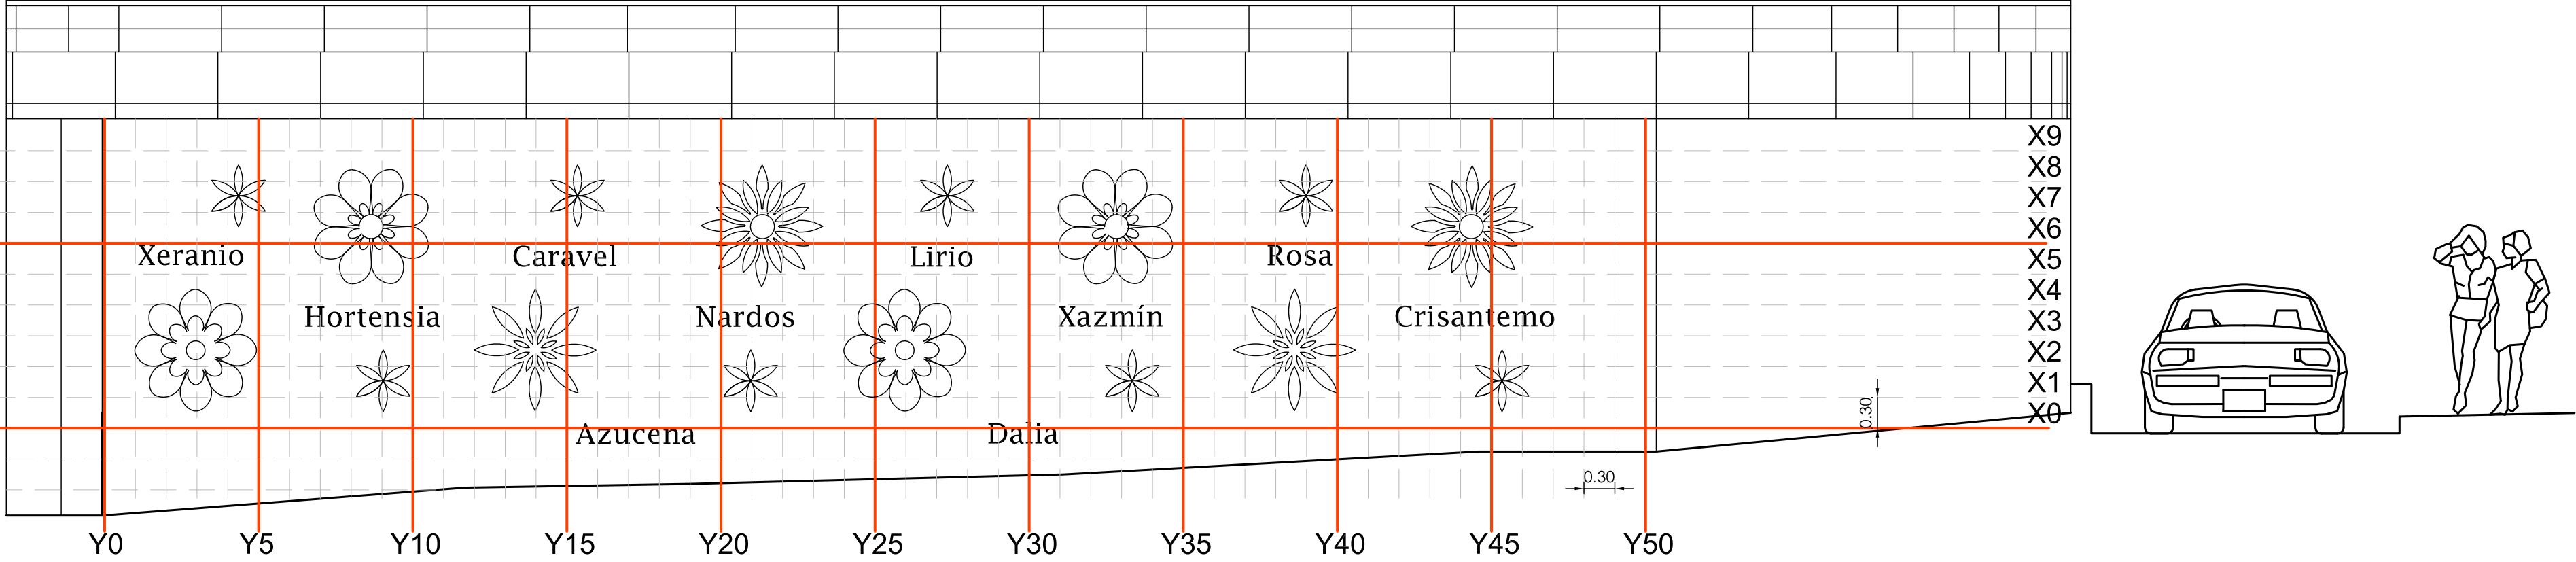 X9
X8
X7
X6
Xeranio
Caravel
Lirio
Rosa
X5
X4
Hortensia
Nardos
Xazmín
Crisantemo
X3
X2
X1
0.30
X0
Azucena
Dalia
0.30
Y0
Y5
Y10
Y15
Y20
Y25
Y30
Y35
Y40
Y45
Y50